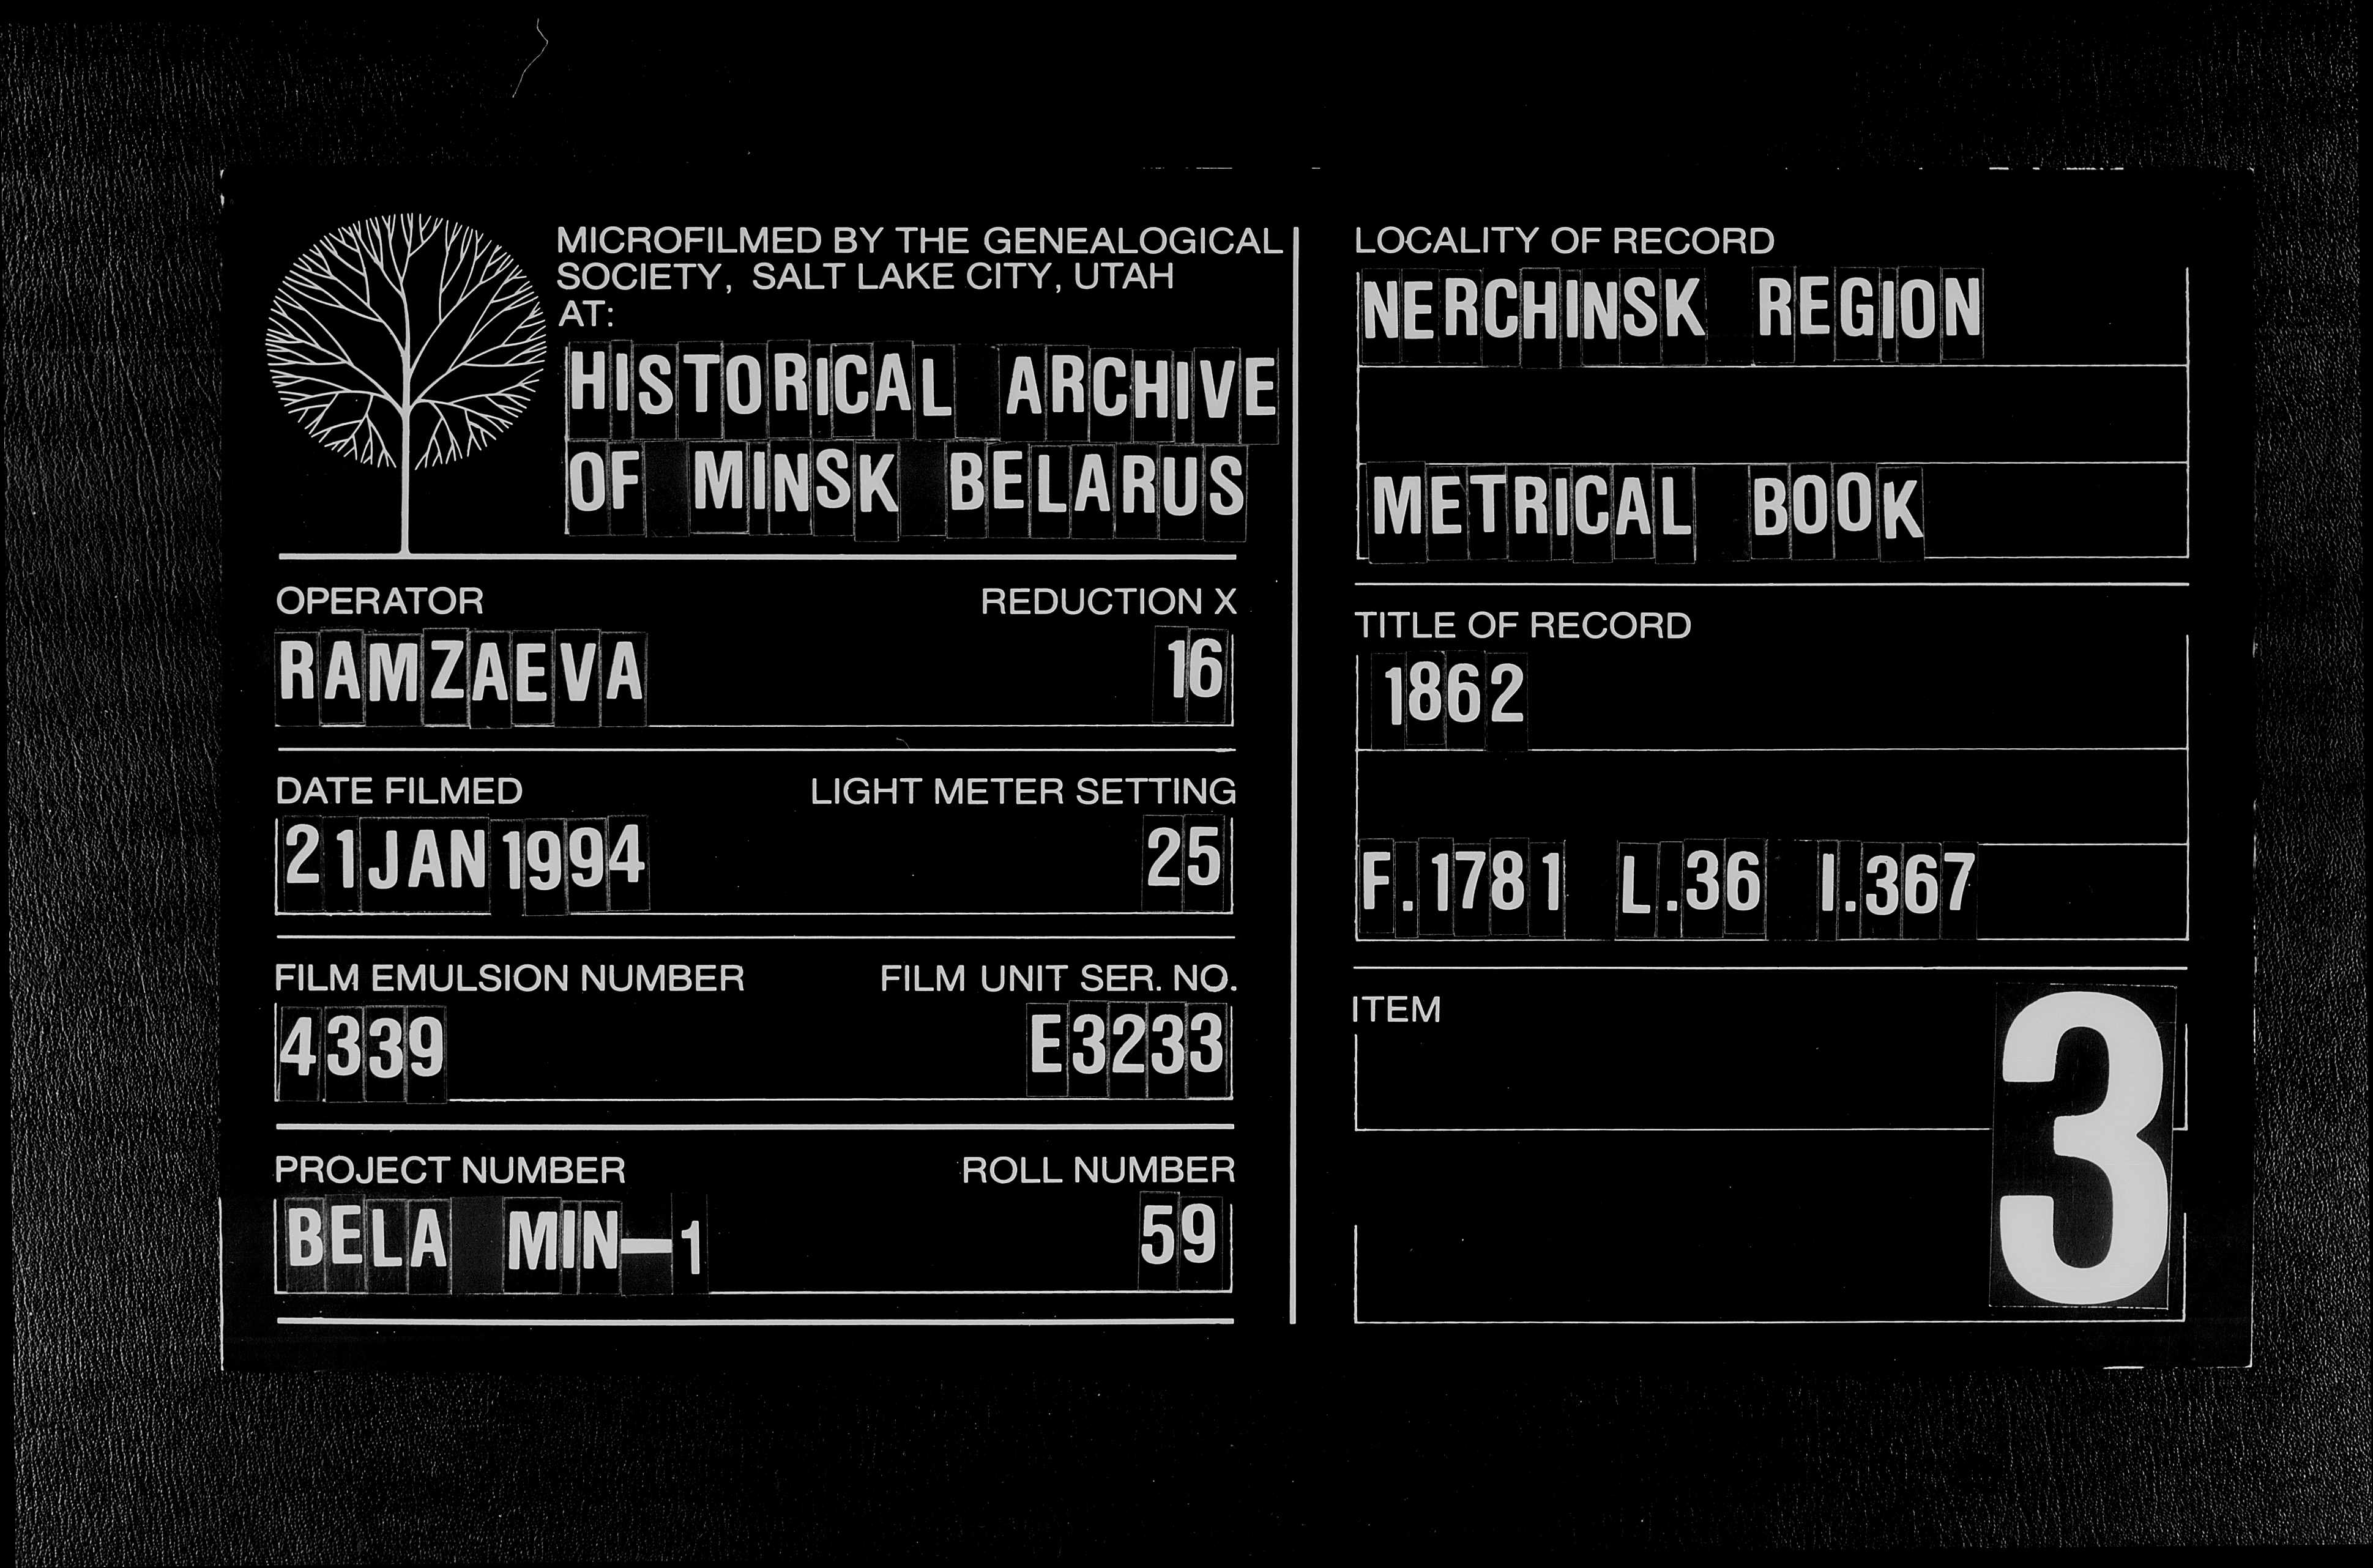 MICROFILMED BY THE GENEALOGICAL
SOCIETY, SALT LAKE CITY, UTAH
AT:
HISTORICAL ARCHIVE
OF MINSK BELARUS
OPERATOR REDUCTION X
RAMZAEVA 16
DATE FILMED LIGHT METER SETTING
21 JAN 1994 25
FILM EMULSION NUMBER FILM UNIT SER. NO.
4339 E3233
PROJECT NUMBER ROLL NUMBER
BELA MIN-1 59
LOCALITY OF RECORD
NERCHINSK REGION
METRICAL BOOK
TITLE OF RECORD
1862
F.1781 L.36 I.367
ITEM
3